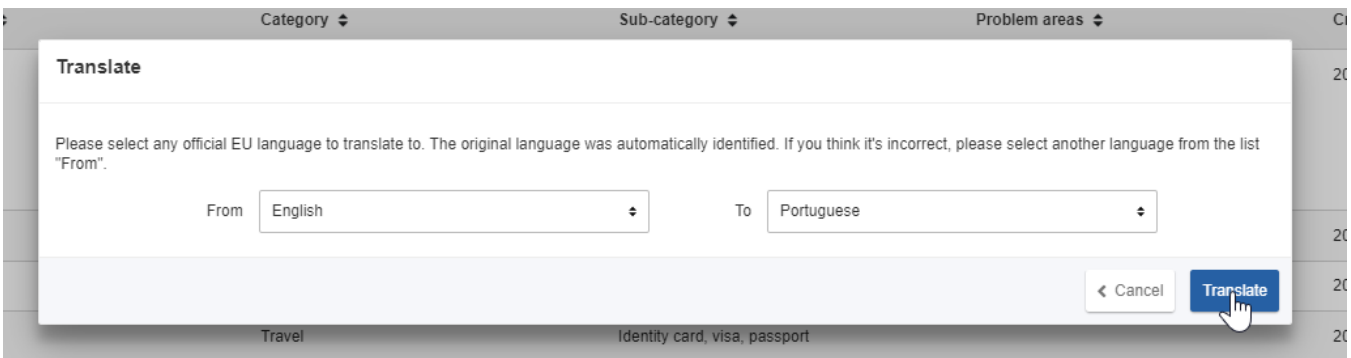 Category Sub-category Problem areas
Translate
Please select any official EU language to translate to. The original language was automatically identified. If you think it's incorrect, please select another language from the list
"From".
From English To Portuguese
Cancel Translate
Travel Identity card, visa, passport